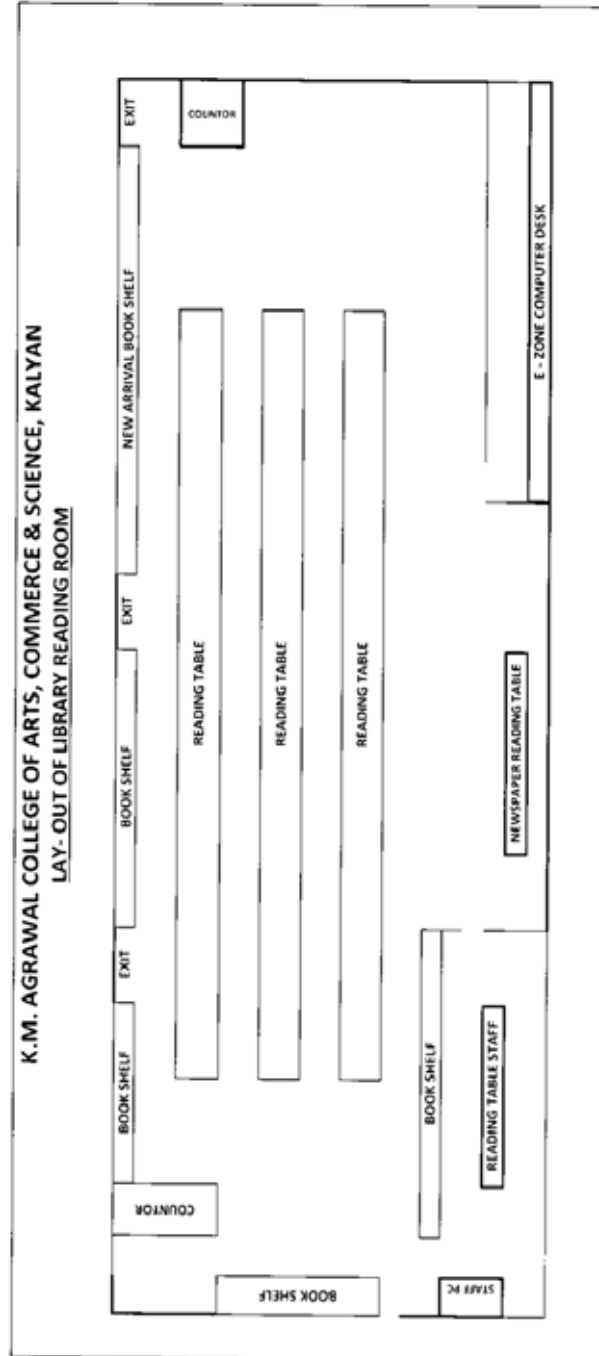 K.M. AGRAWAL COLLEGE OF ARTS, COMMERCE & SCIENCE, KALYAN
LAY- OUT OF LIBRARY READING ROOM
BOOK SHELF
EXIT
BOOK SHELF
EXIT
NEW ARRIVAL BOOK SHELF
EXIT
COUNTOR
COUNTOR
READING TABLE
READING TABLE
READING TABLE
BOOK SHELF
BOOK SHELF
STAFF PC
READING TABLE STAFF
NEWSPAPER READING TABLE
E - ZONE COMPUTER DESK